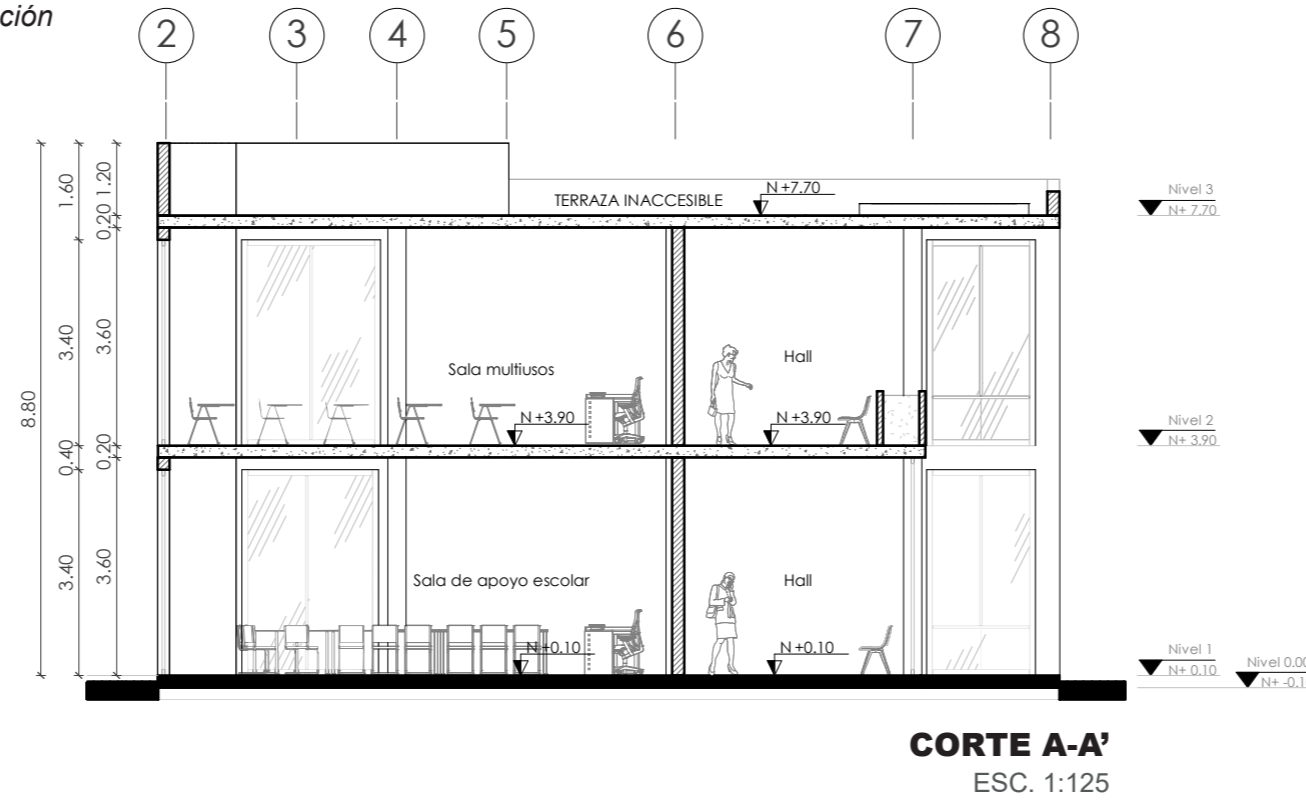 ción
2 3 4 5 6 7 8
1.60
1.20
0.20
TERRAZA INACCESIBLE
N +7.70
Nivel 3
N+ 7.70
8.80
3.40
3.60
Sala multiusos
Hall
N +3.90
N +3.90
Nivel 2
N+ 3.90
0.40
0.20
3.40
3.60
Sala de apoyo escolar
Hall
N +0.10
N +0.10
Nivel 1
N+ 0.10
Nivel 0.00
CORTE A-A’
ESC. 1:125